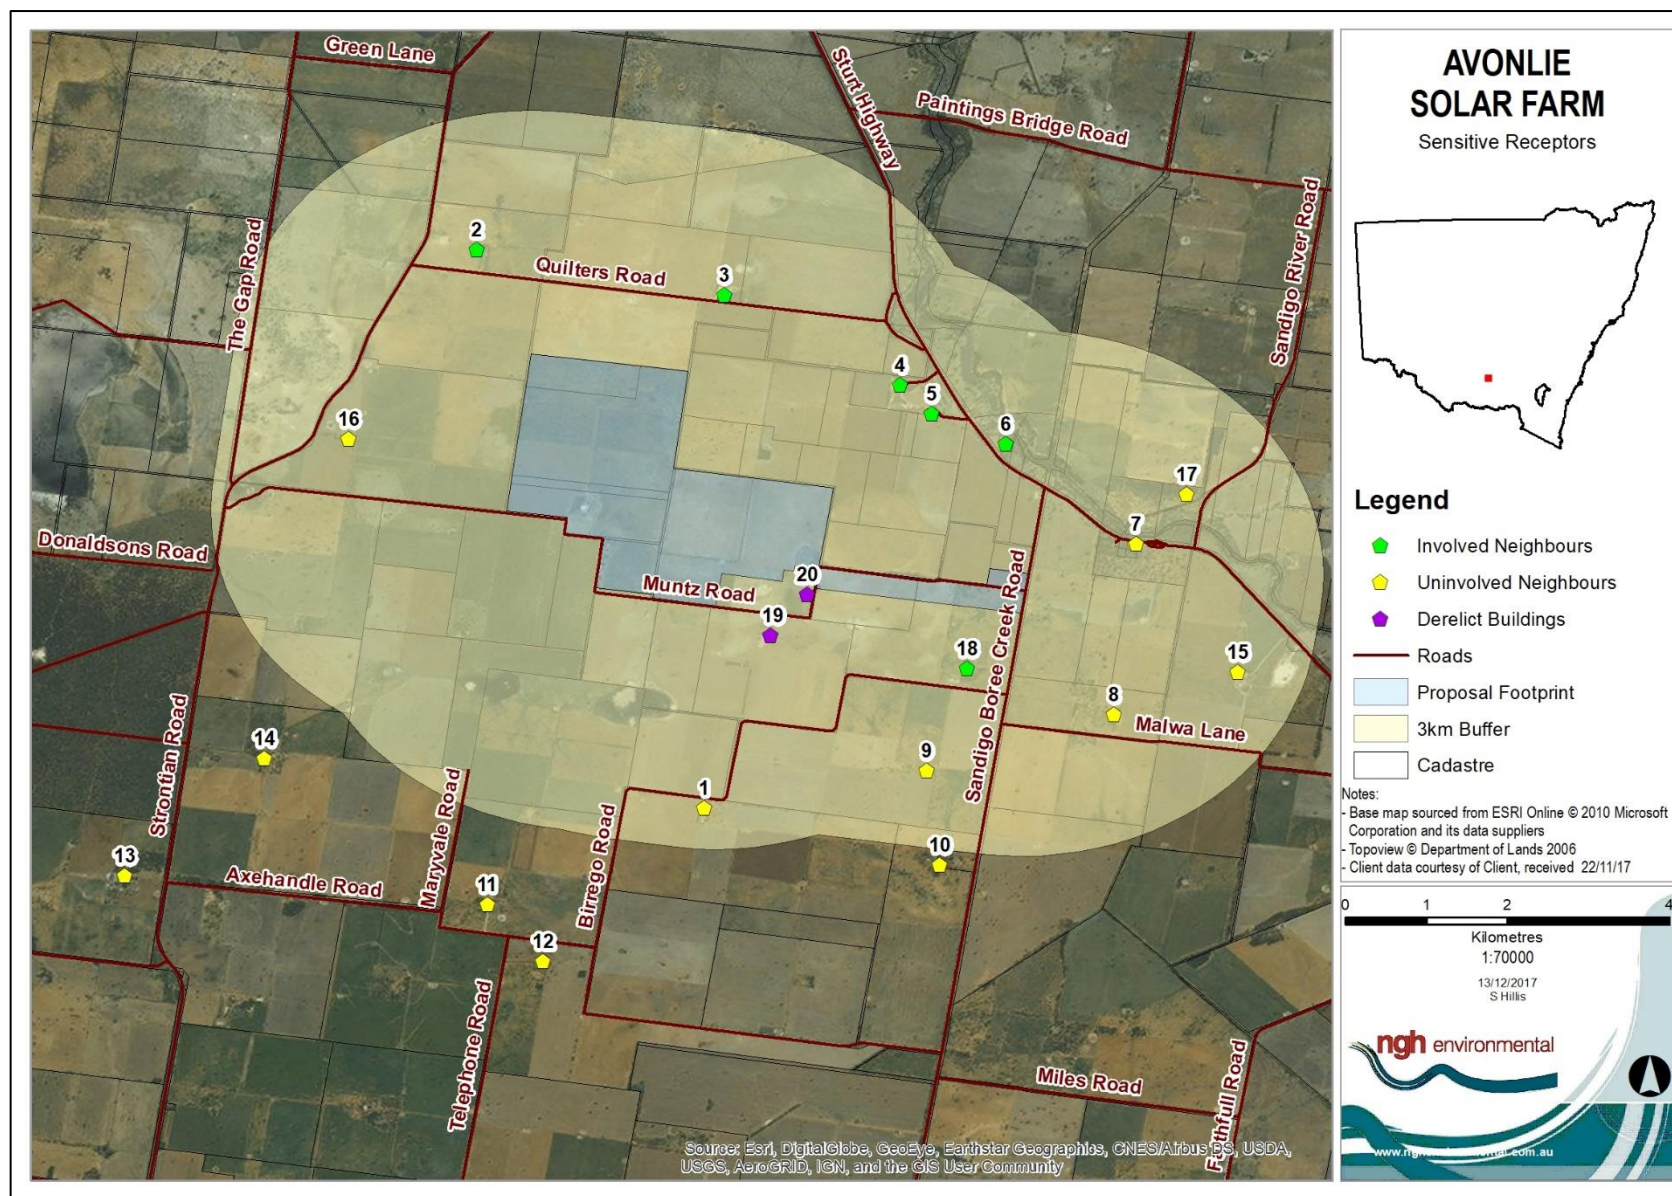 Green Lane
Sturt Highway
Paintings Bridge Road
Sandigo River Road
The Gap Road
2
Quilters Road
3
4
5
6
16
17
7
Donaldsons Road
Muntz Road
20
19
Sandigo Boree Creek Road
18
15
8
Malwa Lane
Strontian Road
14
Maryvale Road
9
1
Birrego Road
10
13
Axehandle Road
11
12
Telephone Road
Miles Road
Faithfull Road
Source: Esri, DigitalGlobe, GeoEye, Earthstar Geographics, CNES/Airbus DS, USDA,
USGS, AeroGRID, IGN, and the GIS User Community
AVONLIE
SOLAR FARM
Sensitive Receptors
Legend
Involved Neighbours
Uninvolved Neighbours
Derelict Buildings
Roads
Proposal Footprint
3km Buffer
Cadastre
Notes:
- Base map sourced from ESRI Online © 2010 Microsoft
Corporation and its data suppliers
- Topoview © Department of Lands 2006
- Client data courtesy of Client, received 22/11/17
0 1 2 4
Kilometres
1:70000
13/12/2017
S Hillis
ngh environmental
www.nghenvironmental.com.au